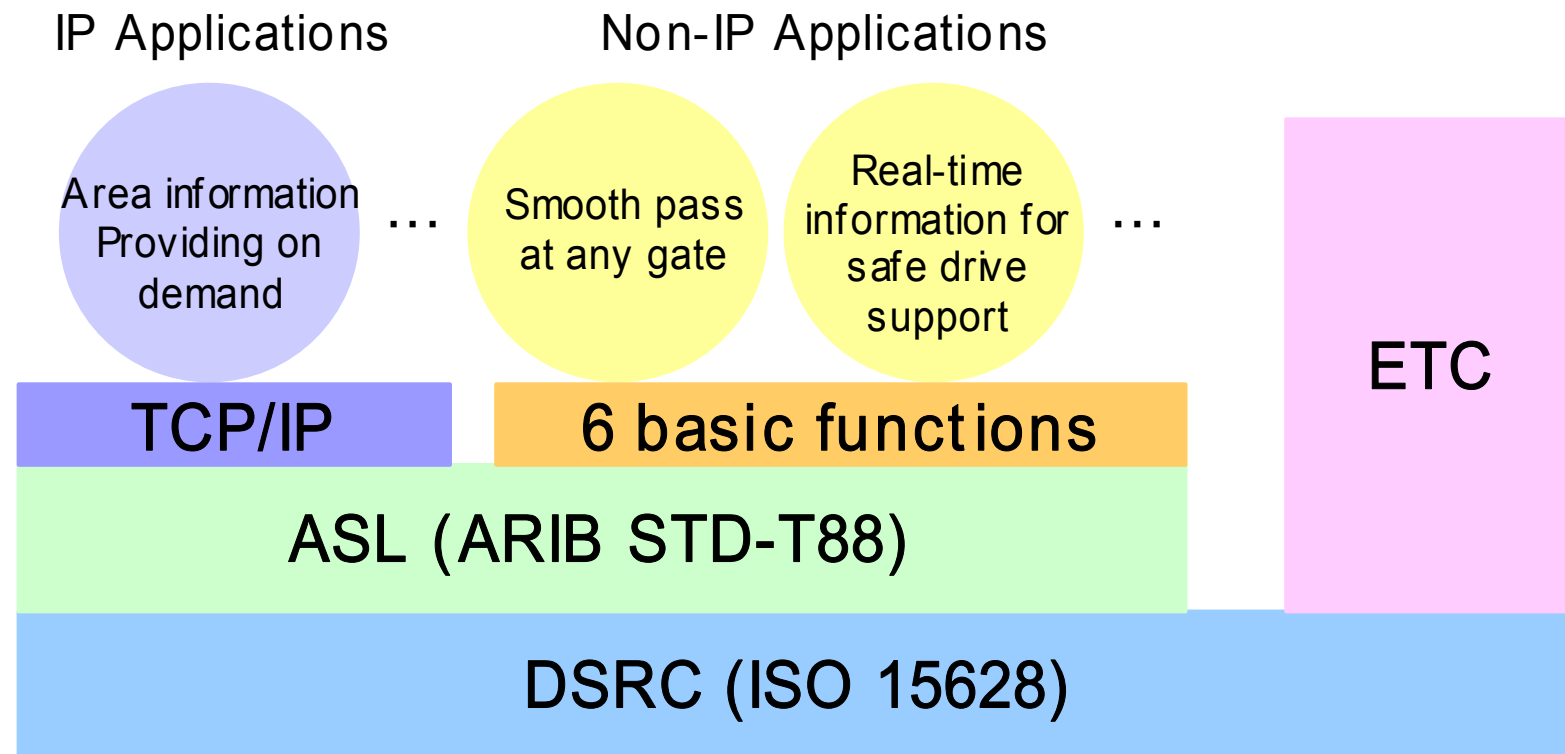 IP Applications
Non-IP Applications
Area information
Providing on
demand
...
Smooth pass
at any gate
Real-time
information for
safe drive
support
...
ETC
TCP/IP
6 basic functions
ASL (ARIB STD-T88)
DSRC (ISO 15628)